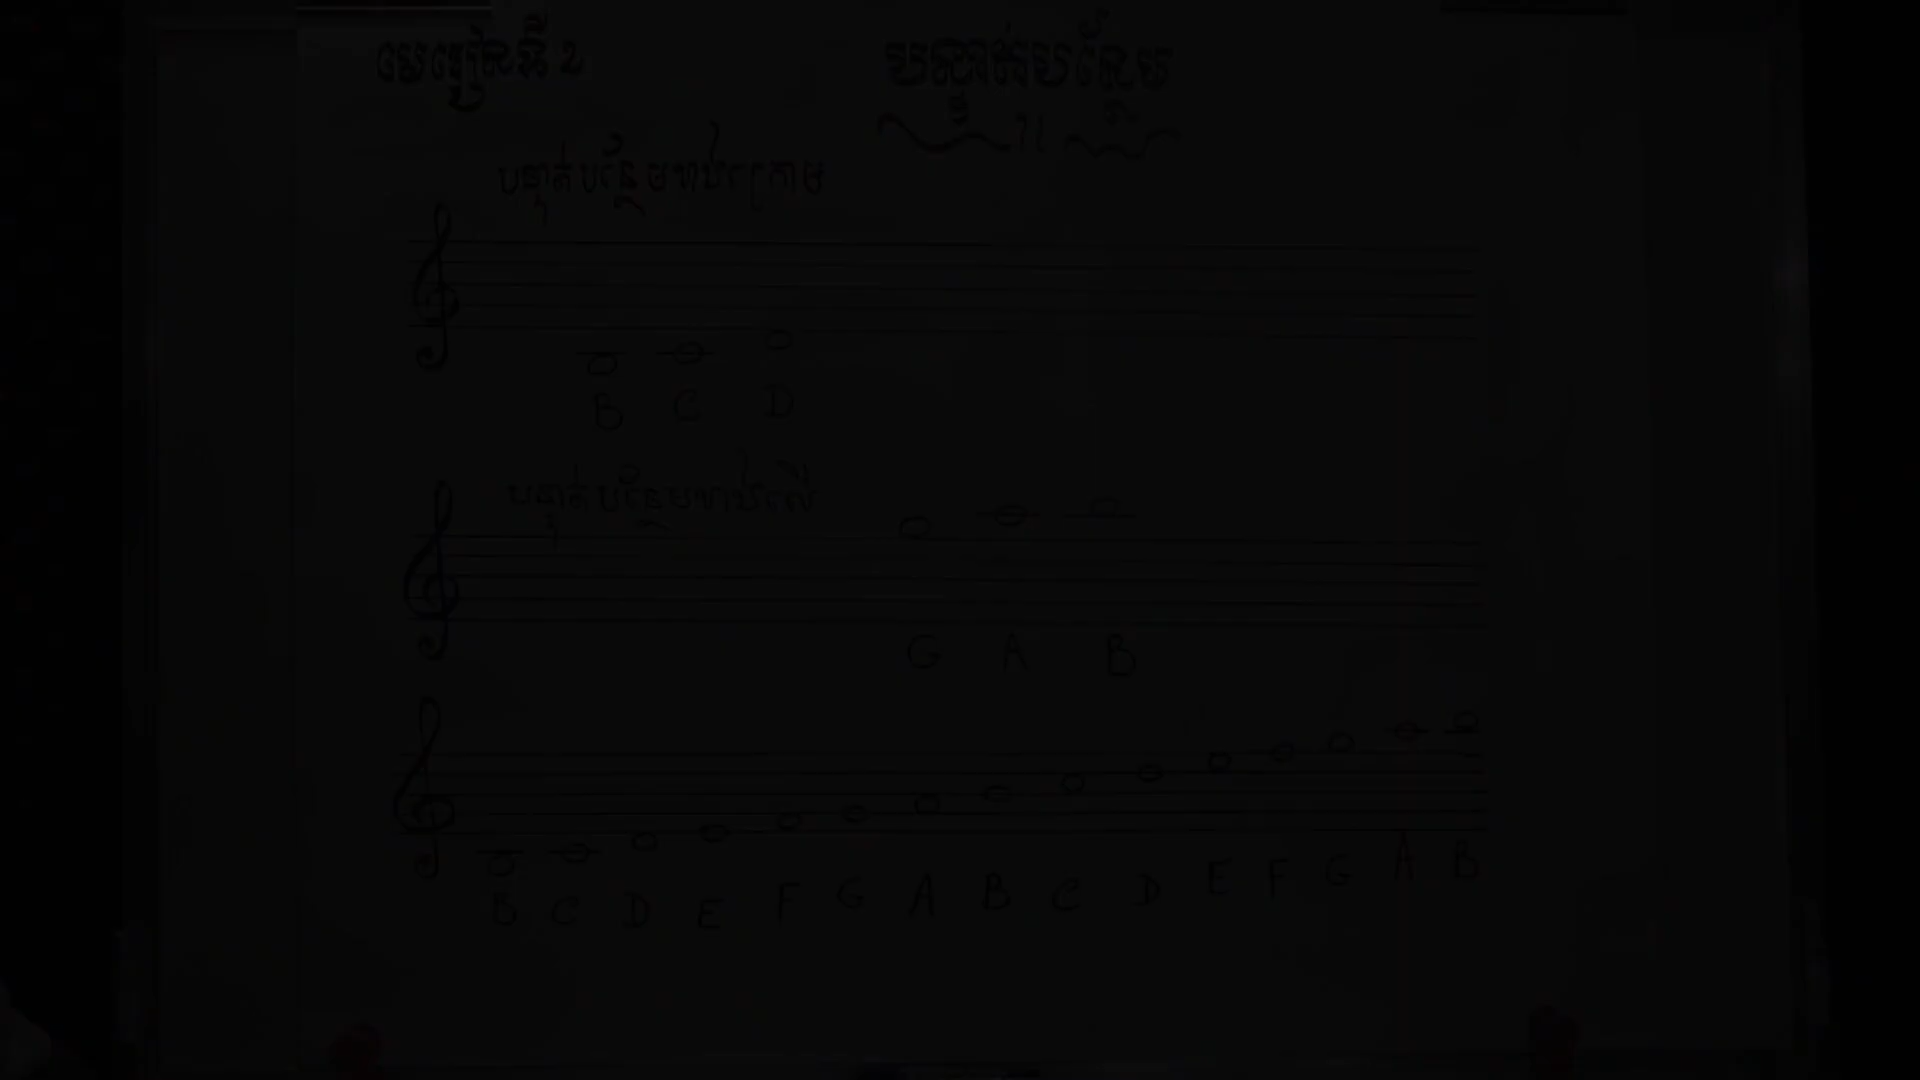 មេរៀនទី 2
បន្ទាត់បន្ថែម
បន្ទាត់បន្ថែមខាងក្រោម
B C D
បន្ទាត់បន្ថែមខាងលើ
G A B
B C D E F G A B C D E F G A B